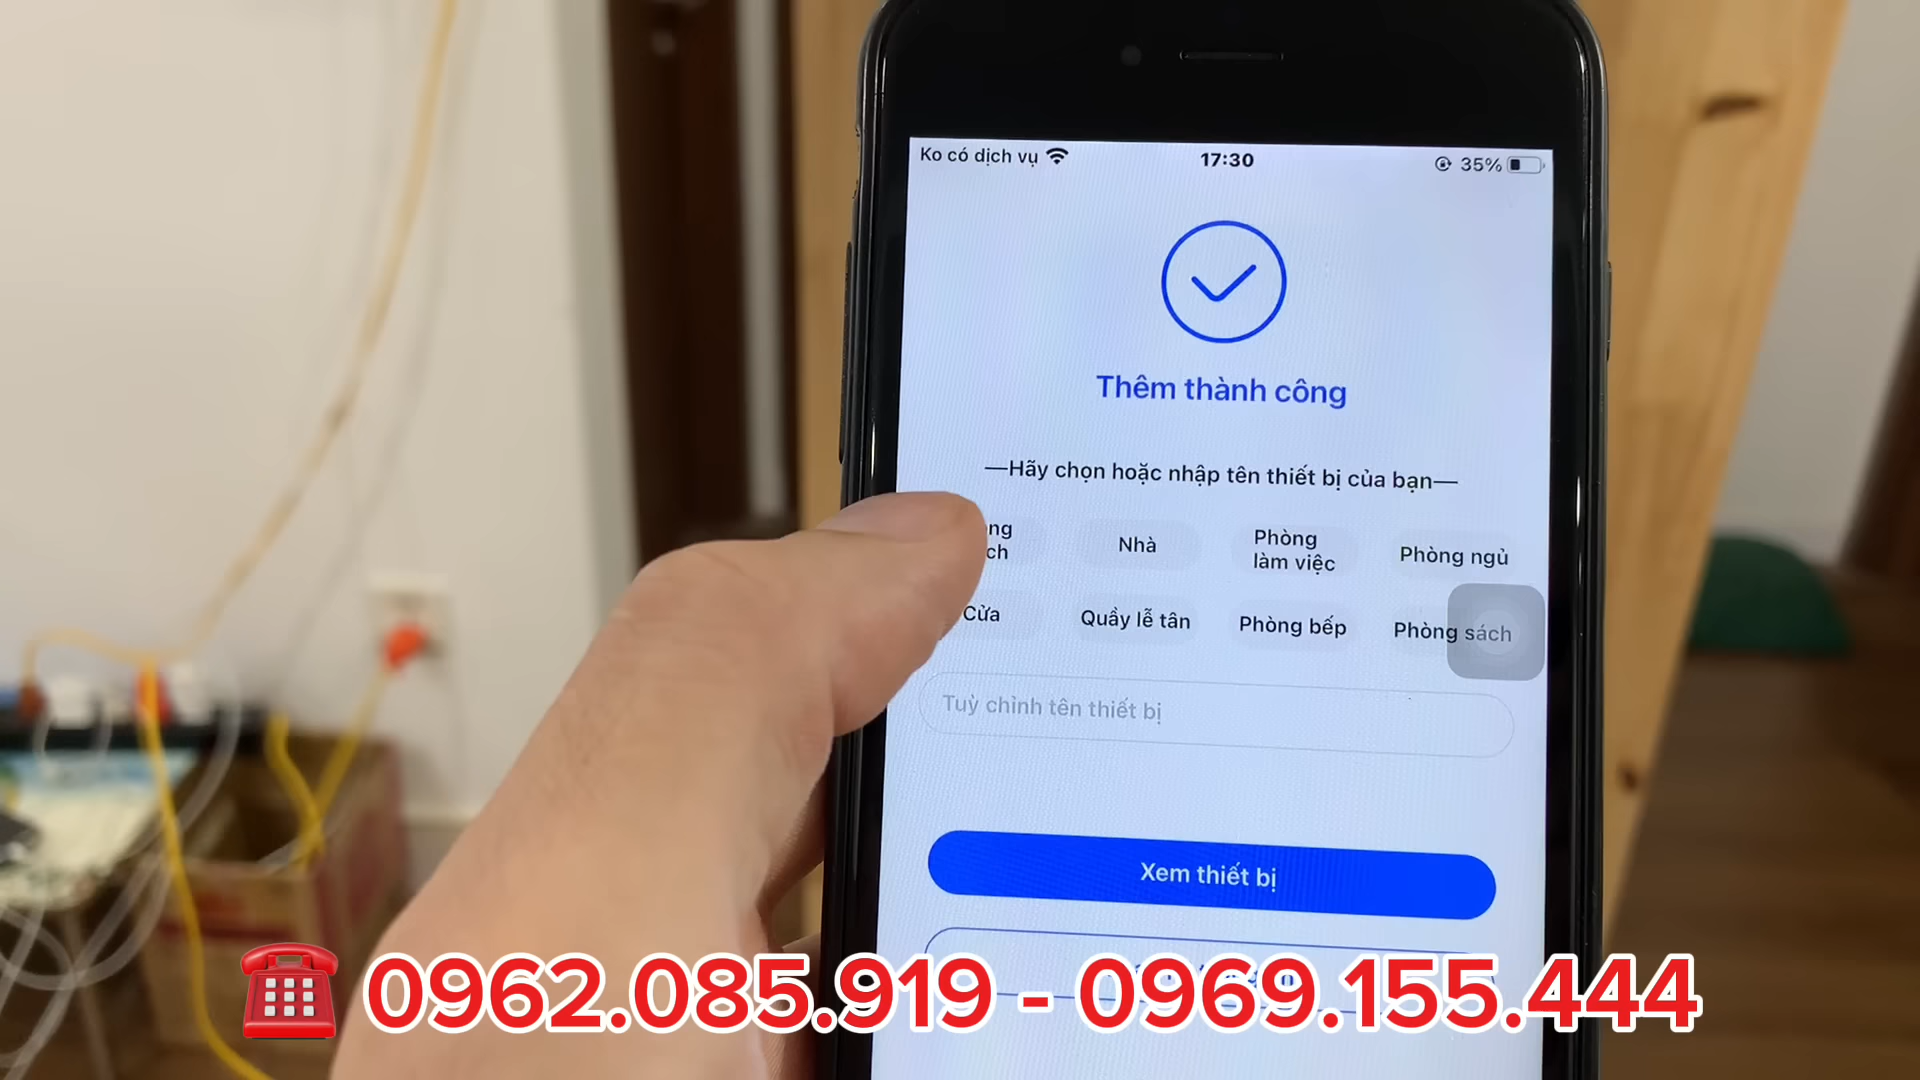 Ko có dịch vụ
17:30
35%
Thêm thành công
—Hãy chọn hoặc nhập tên thiết bị của bạn—
Nhà
Phòng
làm việc
Phòng ngủ
Cửa
Quầy lễ tân
Phòng bếp
Phòng sách
Tuỳ chỉnh tên thiết bị
Xem thiết bị
0962.085.919 - 0969.155.444